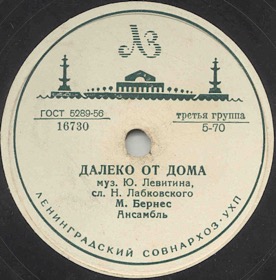 ЛЗ
ГОСТ 5289-56
16730
третья группа
5-70
ДАЛЕКО ОТ ДОМА
муз. Ю. Левитина,
сл. Н. Лабковского
М. Бернес
Ансамбль
ЛЕНИНГРАДСКИЙ СОВНАРХОЗ·УХП